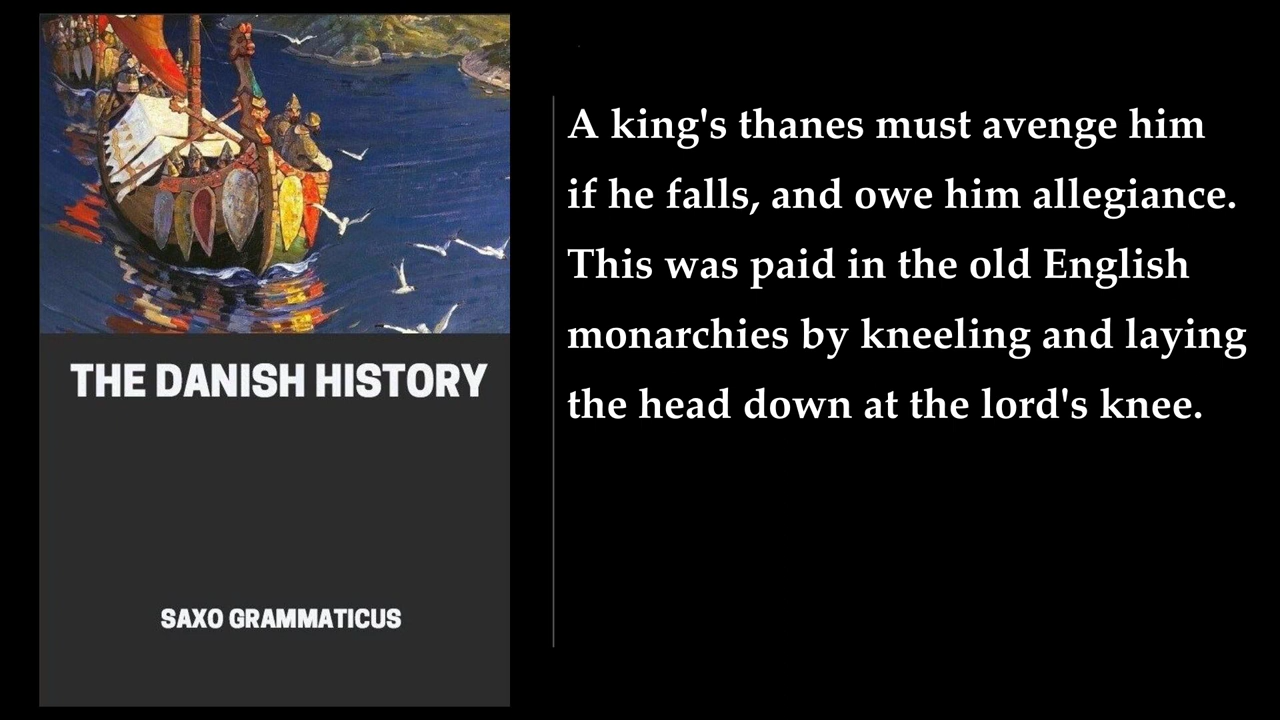 THE DANISH HISTORY
SAXO GRAMMATICUS
A king's thanes must avenge him
if he falls, and owe him allegiance.
This was paid in the old English
monarchies by kneeling and laying
the head down at the lord's knee.